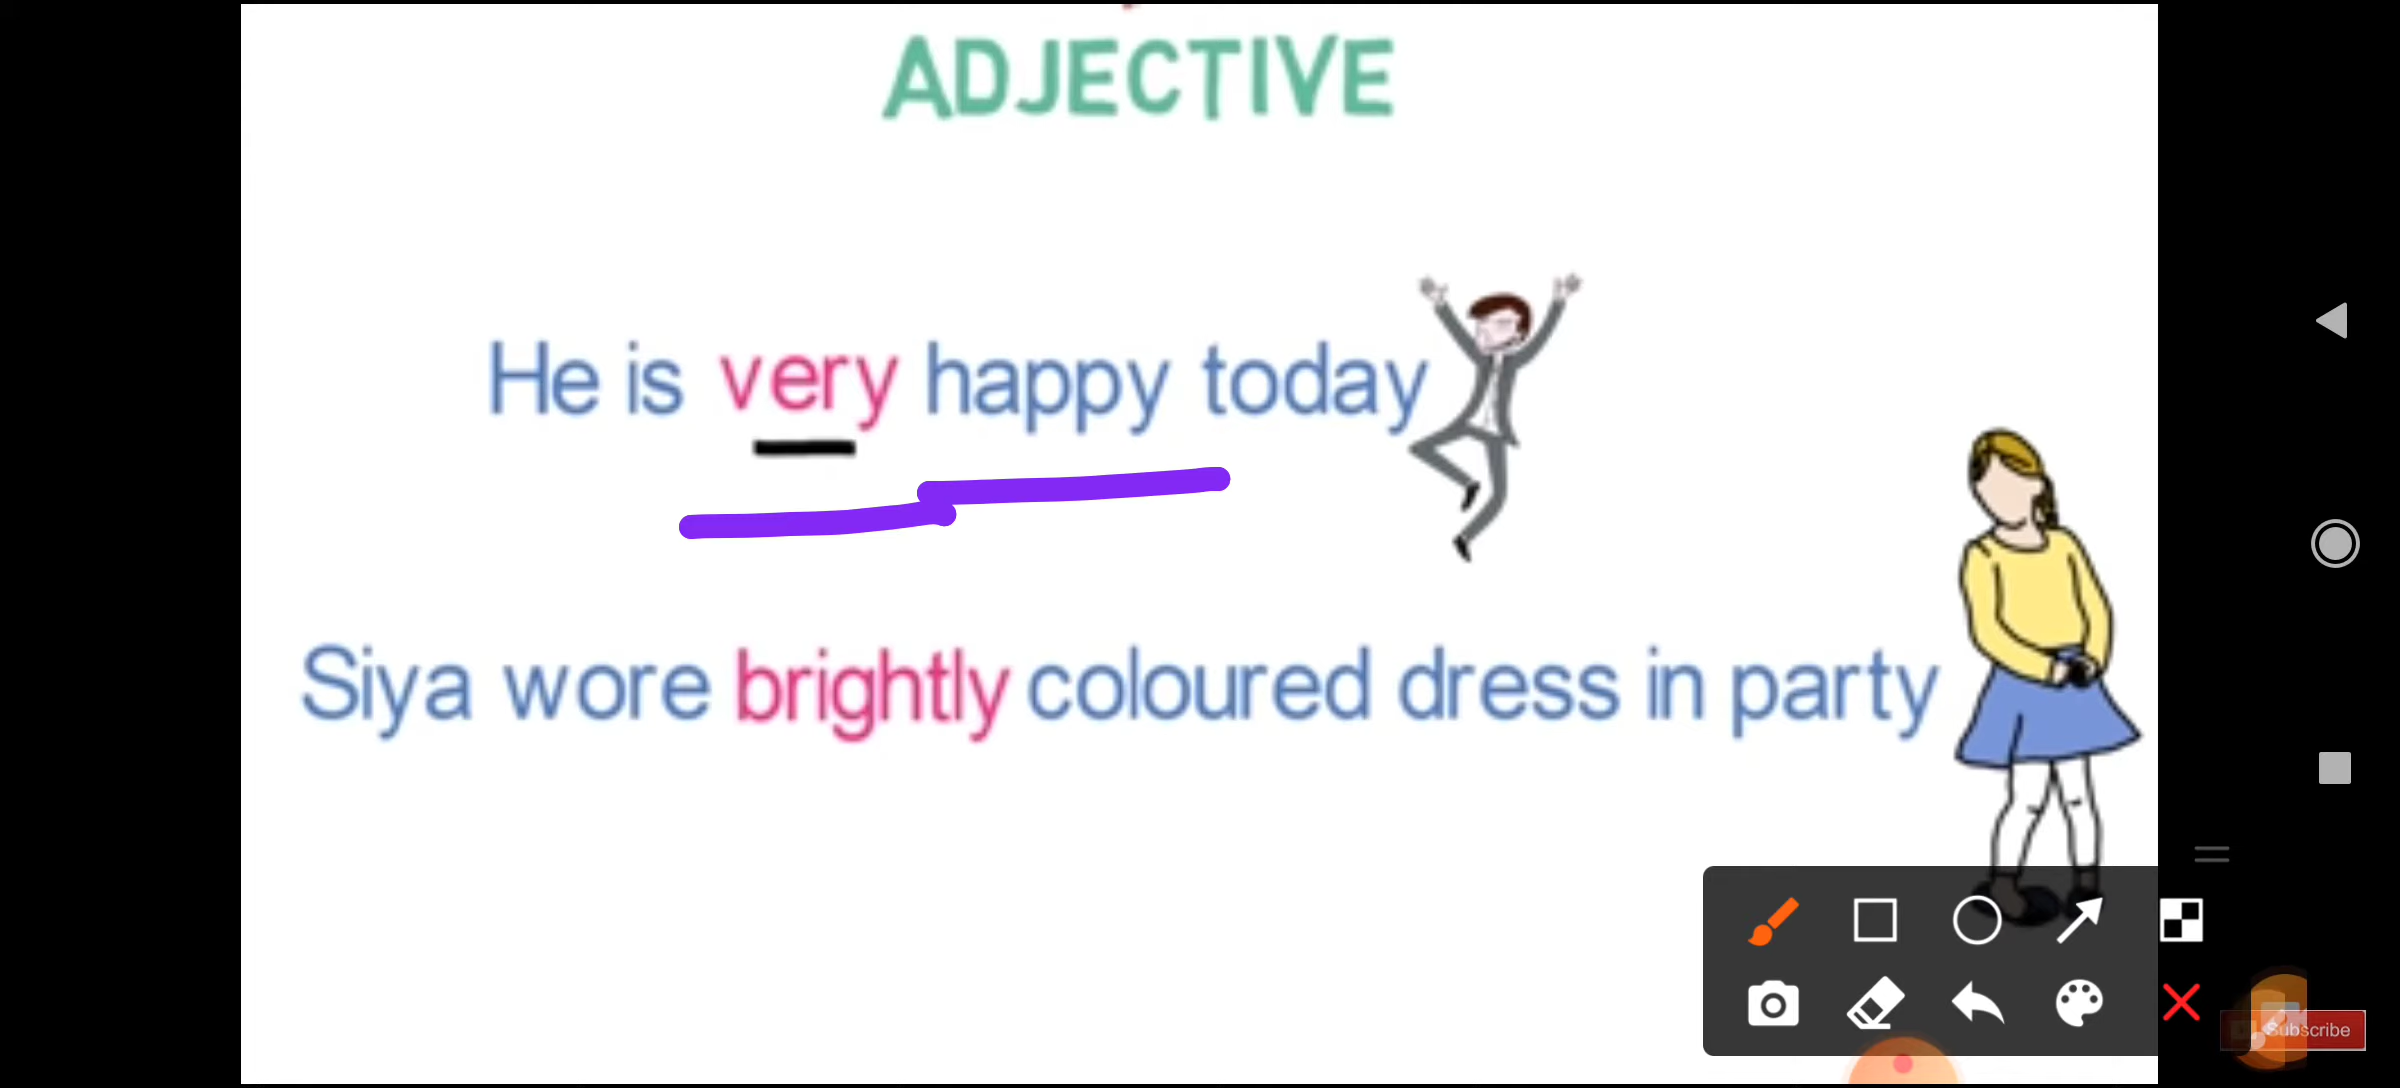 ADJECTIVE
He is very happy today
Siya wore brightly coloured dress in party
Subscribe